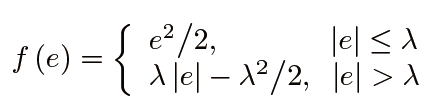 f (e) = { e²/2, |e| ≤ λ
λ |e| − λ²/2, |e| > λ